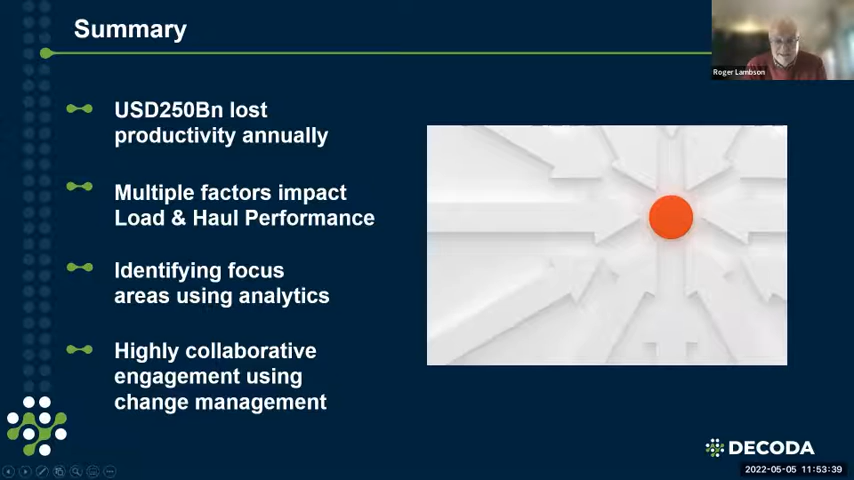 Summary
Roger Lambson
USD250Bn lost
productivity annually
Multiple factors impact
Load & Haul Performance
Identifying focus
areas using analytics
Highly collaborative
engagement using
change management
DECODA
2022-05-05 11:53:39